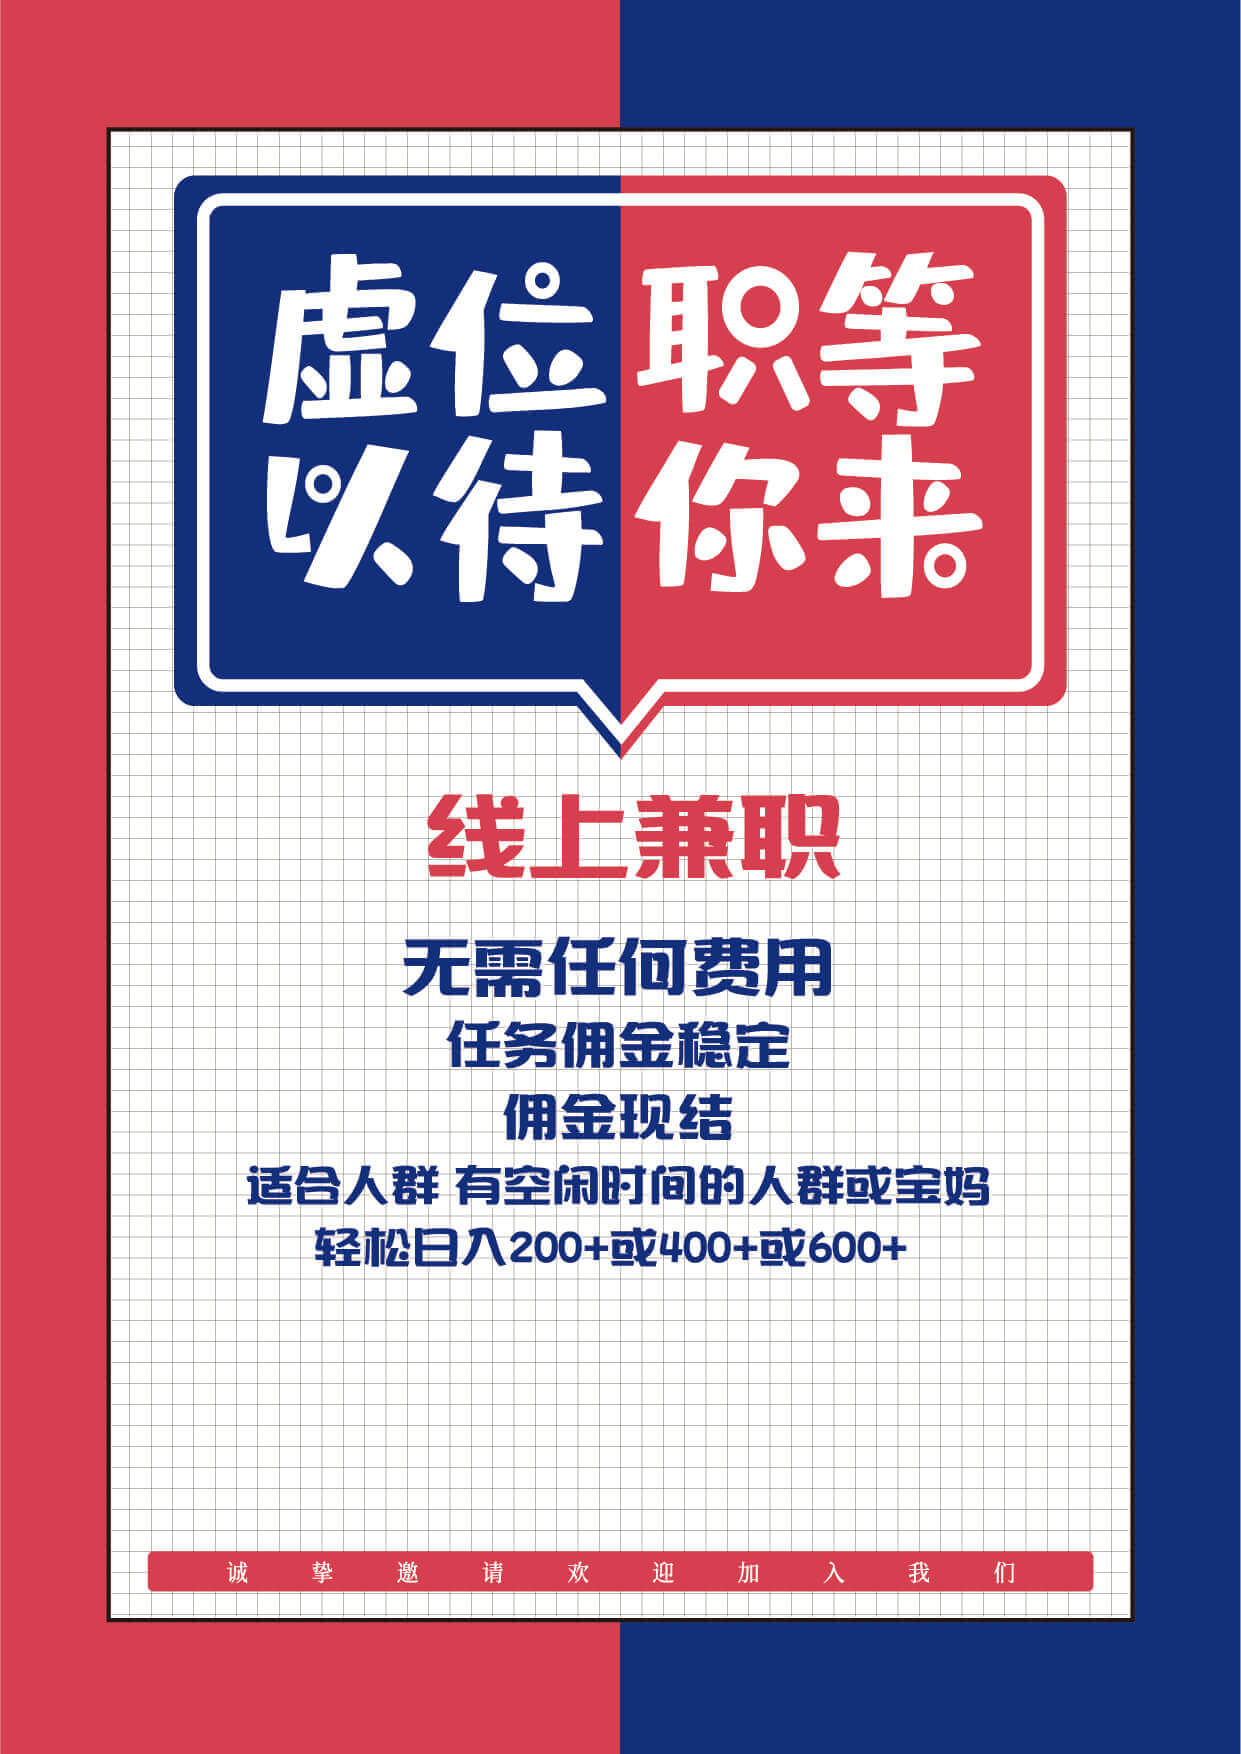 虚位 职等
以待 你来
线上兼职
无需任何费用
任务佣金稳定
佣金现结
适合人群 有空闲时间的人群或宝妈
轻松日入200+或400+或600+
诚挚邀请欢迎加入我们